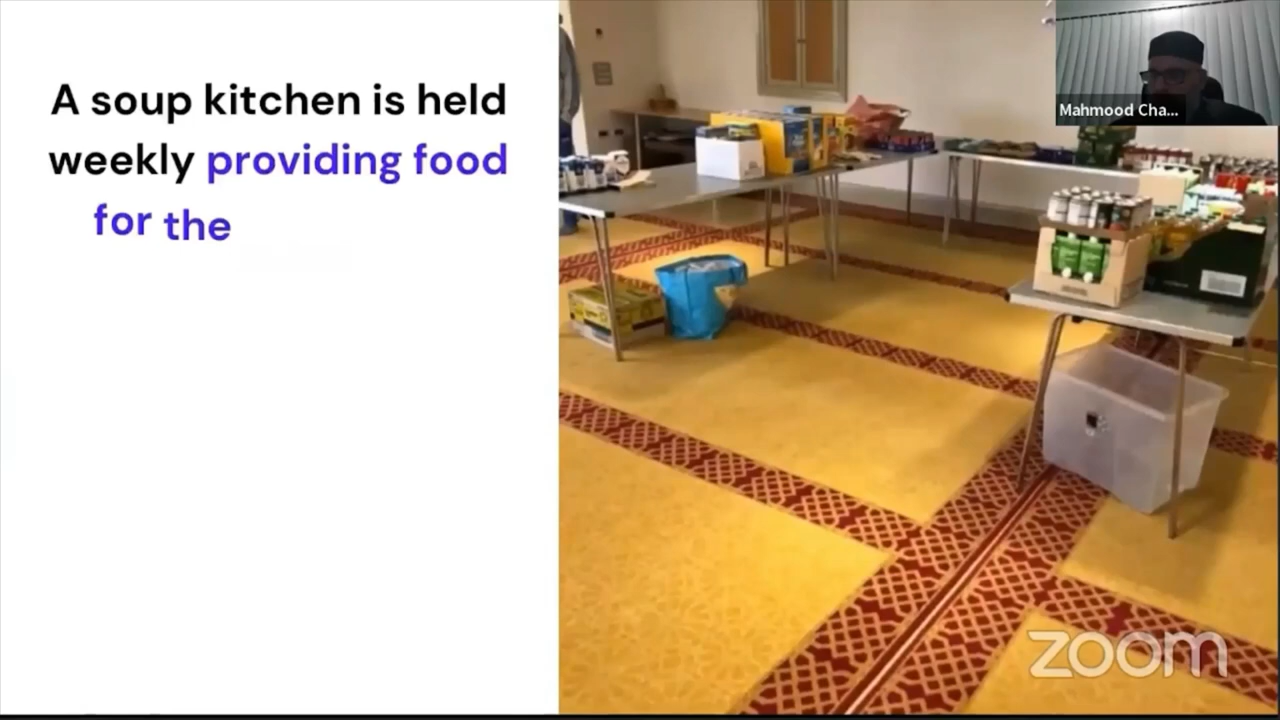 A soup kitchen is held
weekly providing food
for the
Mahmood Cha...
zoom